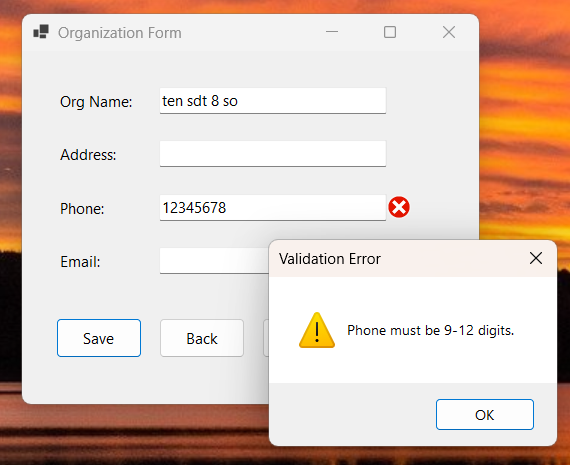 Organization Form
Org Name: ten sdt 8 so
Address:
Phone: 12345678
Email:
Validation Error
Phone must be 9-12 digits.
Save Back
OK